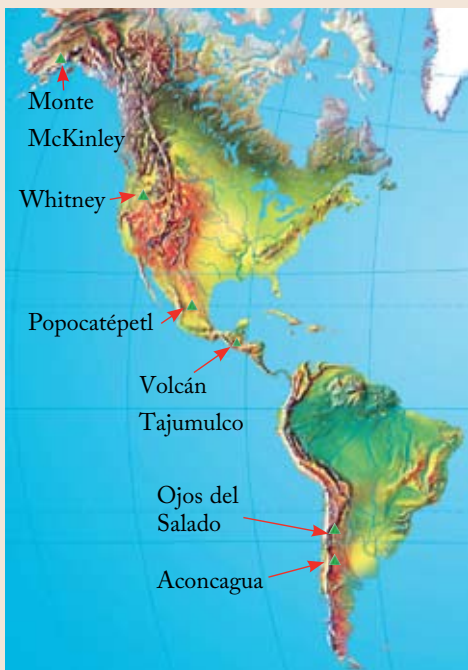 Monte
McKinley
Whitney
Popocatépetl
Volcán
Tajumulco
Ojos del
Salado
Aconcagua